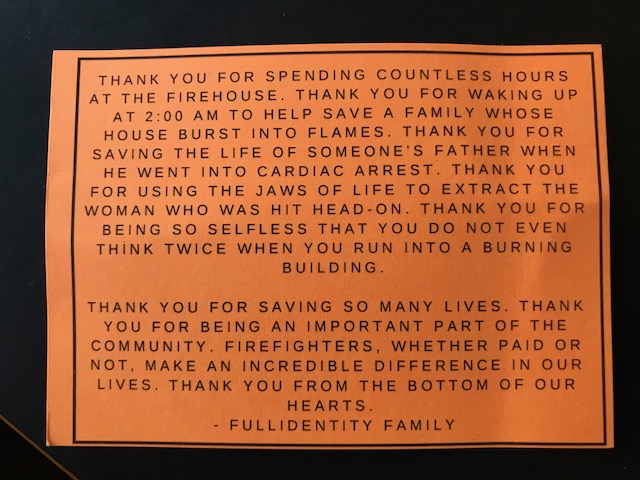 THANK YOU FOR SPENDING COUNTLESS HOURS
AT THE FIREHOUSE. THANK YOU FOR WAKING UP
AT 2:00 AM TO HELP SAVE A FAMILY WHOSE
HOUSE BURST INTO FLAMES. THANK YOU FOR
SAVING THE LIFE OF SOMEONE'S FATHER WHEN
HE WENT INTO CARDIAC ARREST. THANK YOU
FOR USING THE JAWS OF LIFE TO EXTRACT THE
WOMAN WHO WAS HIT HEAD-ON. THANK YOU FOR
BEING SO SELFLESS THAT YOU DO NOT EVEN
THINK TWICE WHEN YOU RUN INTO A BURNING
BUILDING.
THANK YOU FOR SAVING SO MANY LIVES. THANK
YOU FOR BEING AN IMPORTANT PART OF THE
COMMUNITY. FIREFIGHTERS, WHETHER PAID OR
NOT, MAKE AN INCREDIBLE DIFFERENCE IN OUR
LIVES. THANK YOU FROM THE BOTTOM OF OUR
HEARTS.
- FULLIDENTITY FAMILY